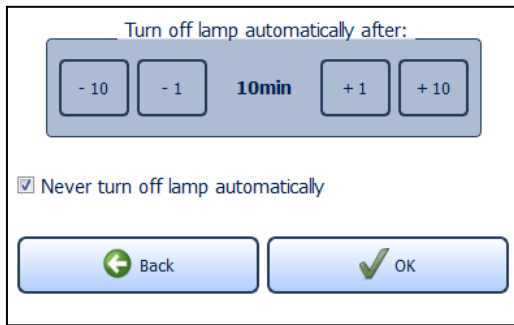 Turn off lamp automatically after:
- 10 - 1 10min + 1 + 10
Never turn off lamp automatically
Back OK